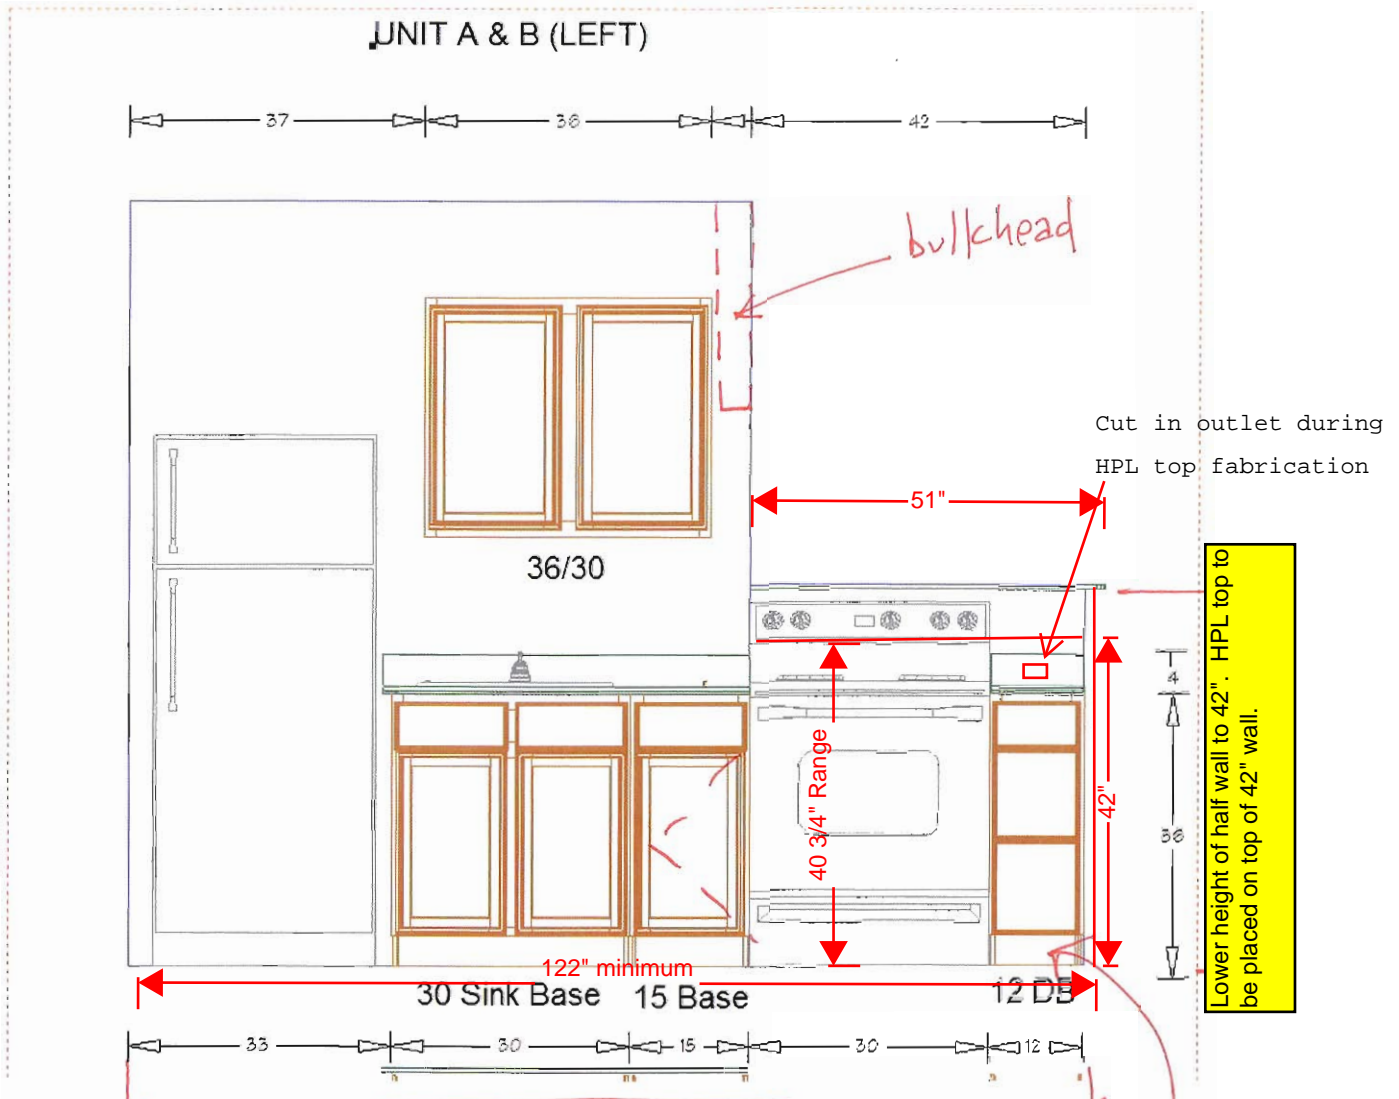 UNIT A & B (LEFT)
37
36
42
bulkhead
Cut in outlet during
HPL top fabrication
51"
36/30
Lower height of half wall to 42". HPL top to
be placed on top of 42" wall.
4
40 3/4" Range
42"
36
122" minimum
30 Sink Base
15 Base
12 DB
33
30
15
30
12